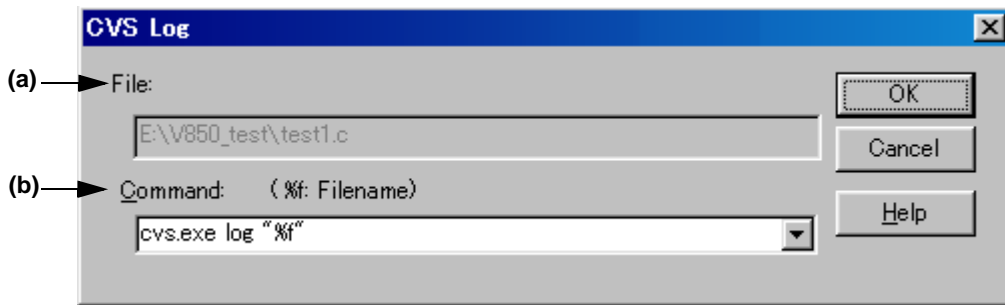 CVS Log
(a) File:
OK
E:\V850_test\test1.c
Cancel
(b) Command: ( %f: Filename)
Help
cvs.exe log "%f"